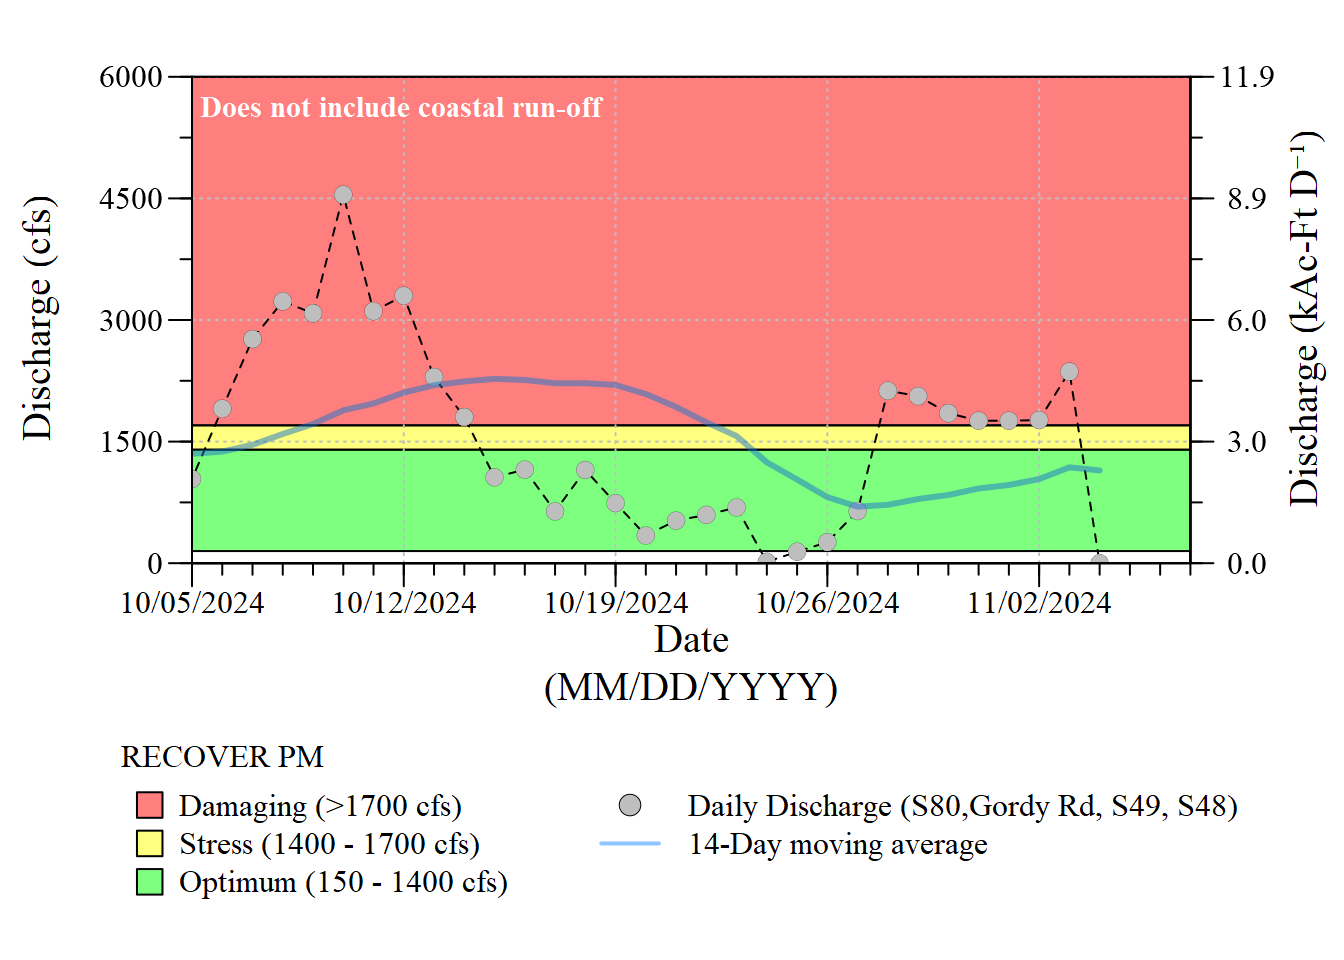 Does not include coastal run-off
6000
4500
3000
1500
0
Discharge (cfs)
11.9
8.9
6.0
3.0
0.0
Discharge (kAc-Ft D⁻¹)
10/05/2024
10/12/2024
10/19/2024
10/26/2024
11/02/2024
Date
(MM/DD/YYYY)
RECOVER PM
Damaging (>1700 cfs)
Stress (1400 - 1700 cfs)
Optimum (150 - 1400 cfs)
Daily Discharge (S80,Gordy Rd, S49, S48)
14-Day moving average